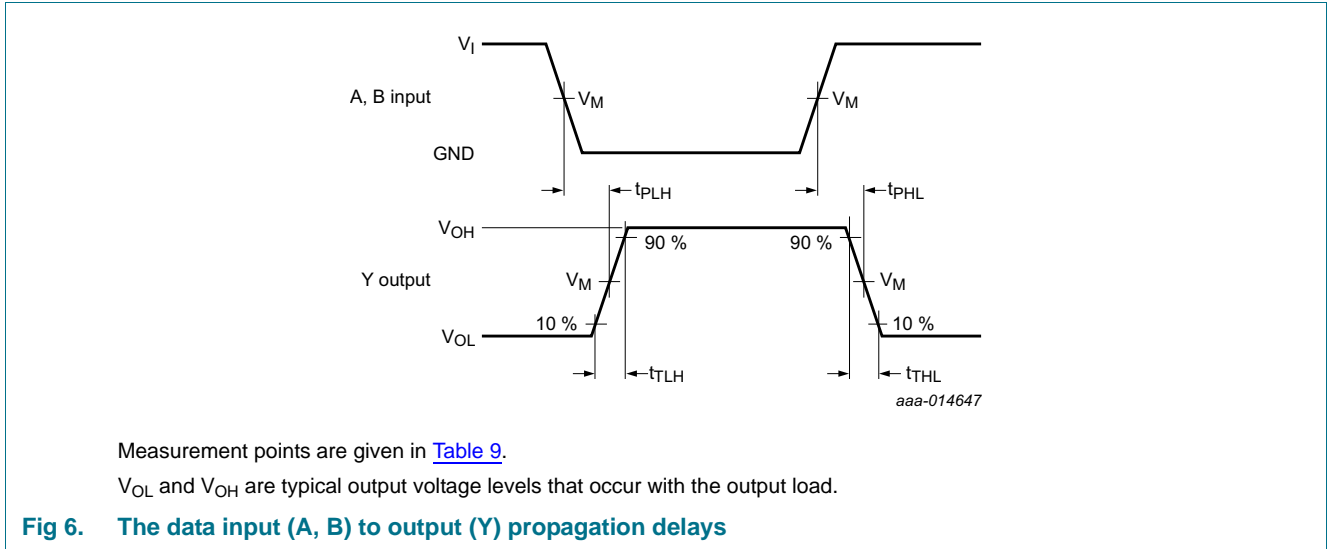 VI
A, B input
VM
VM
GND
tPLH
tPHL
VOH
90 %
90 %
Y output
VM
VM
10 %
10 %
VOL
tTLH
tTHL
aaa-014647
Measurement points are given in Table 9.
VOL and VOH are typical output voltage levels that occur with the output load.
Fig 6. The data input (A, B) to output (Y) propagation delays